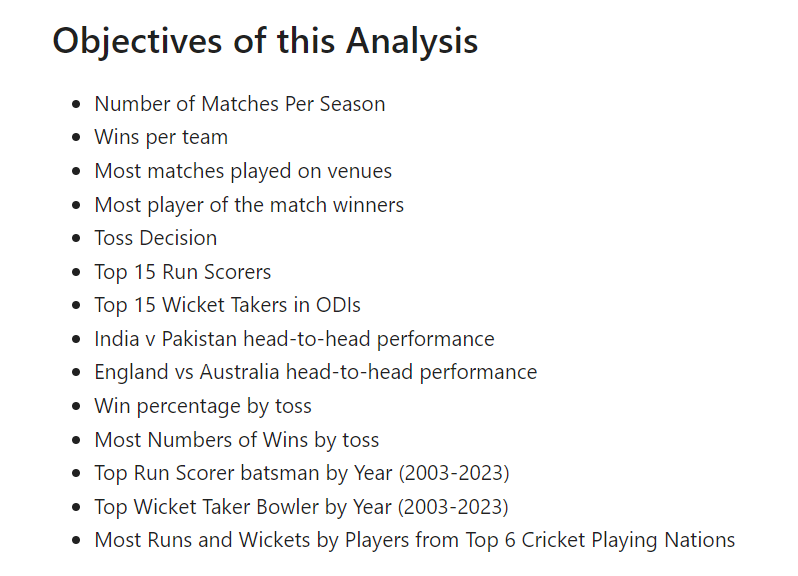 Objectives of this Analysis
Number of Matches Per Season
Wins per team
Most matches played on venues
Most player of the match winners
Toss Decision
Top 15 Run Scorers
Top 15 Wicket Takers in ODIs
India v Pakistan head-to-head performance
England vs Australia head-to-head performance
Win percentage by toss
Most Numbers of Wins by toss
Top Run Scorer batsman by Year (2003-2023)
Top Wicket Taker Bowler by Year (2003-2023)
Most Runs and Wickets by Players from Top 6 Cricket Playing Nations